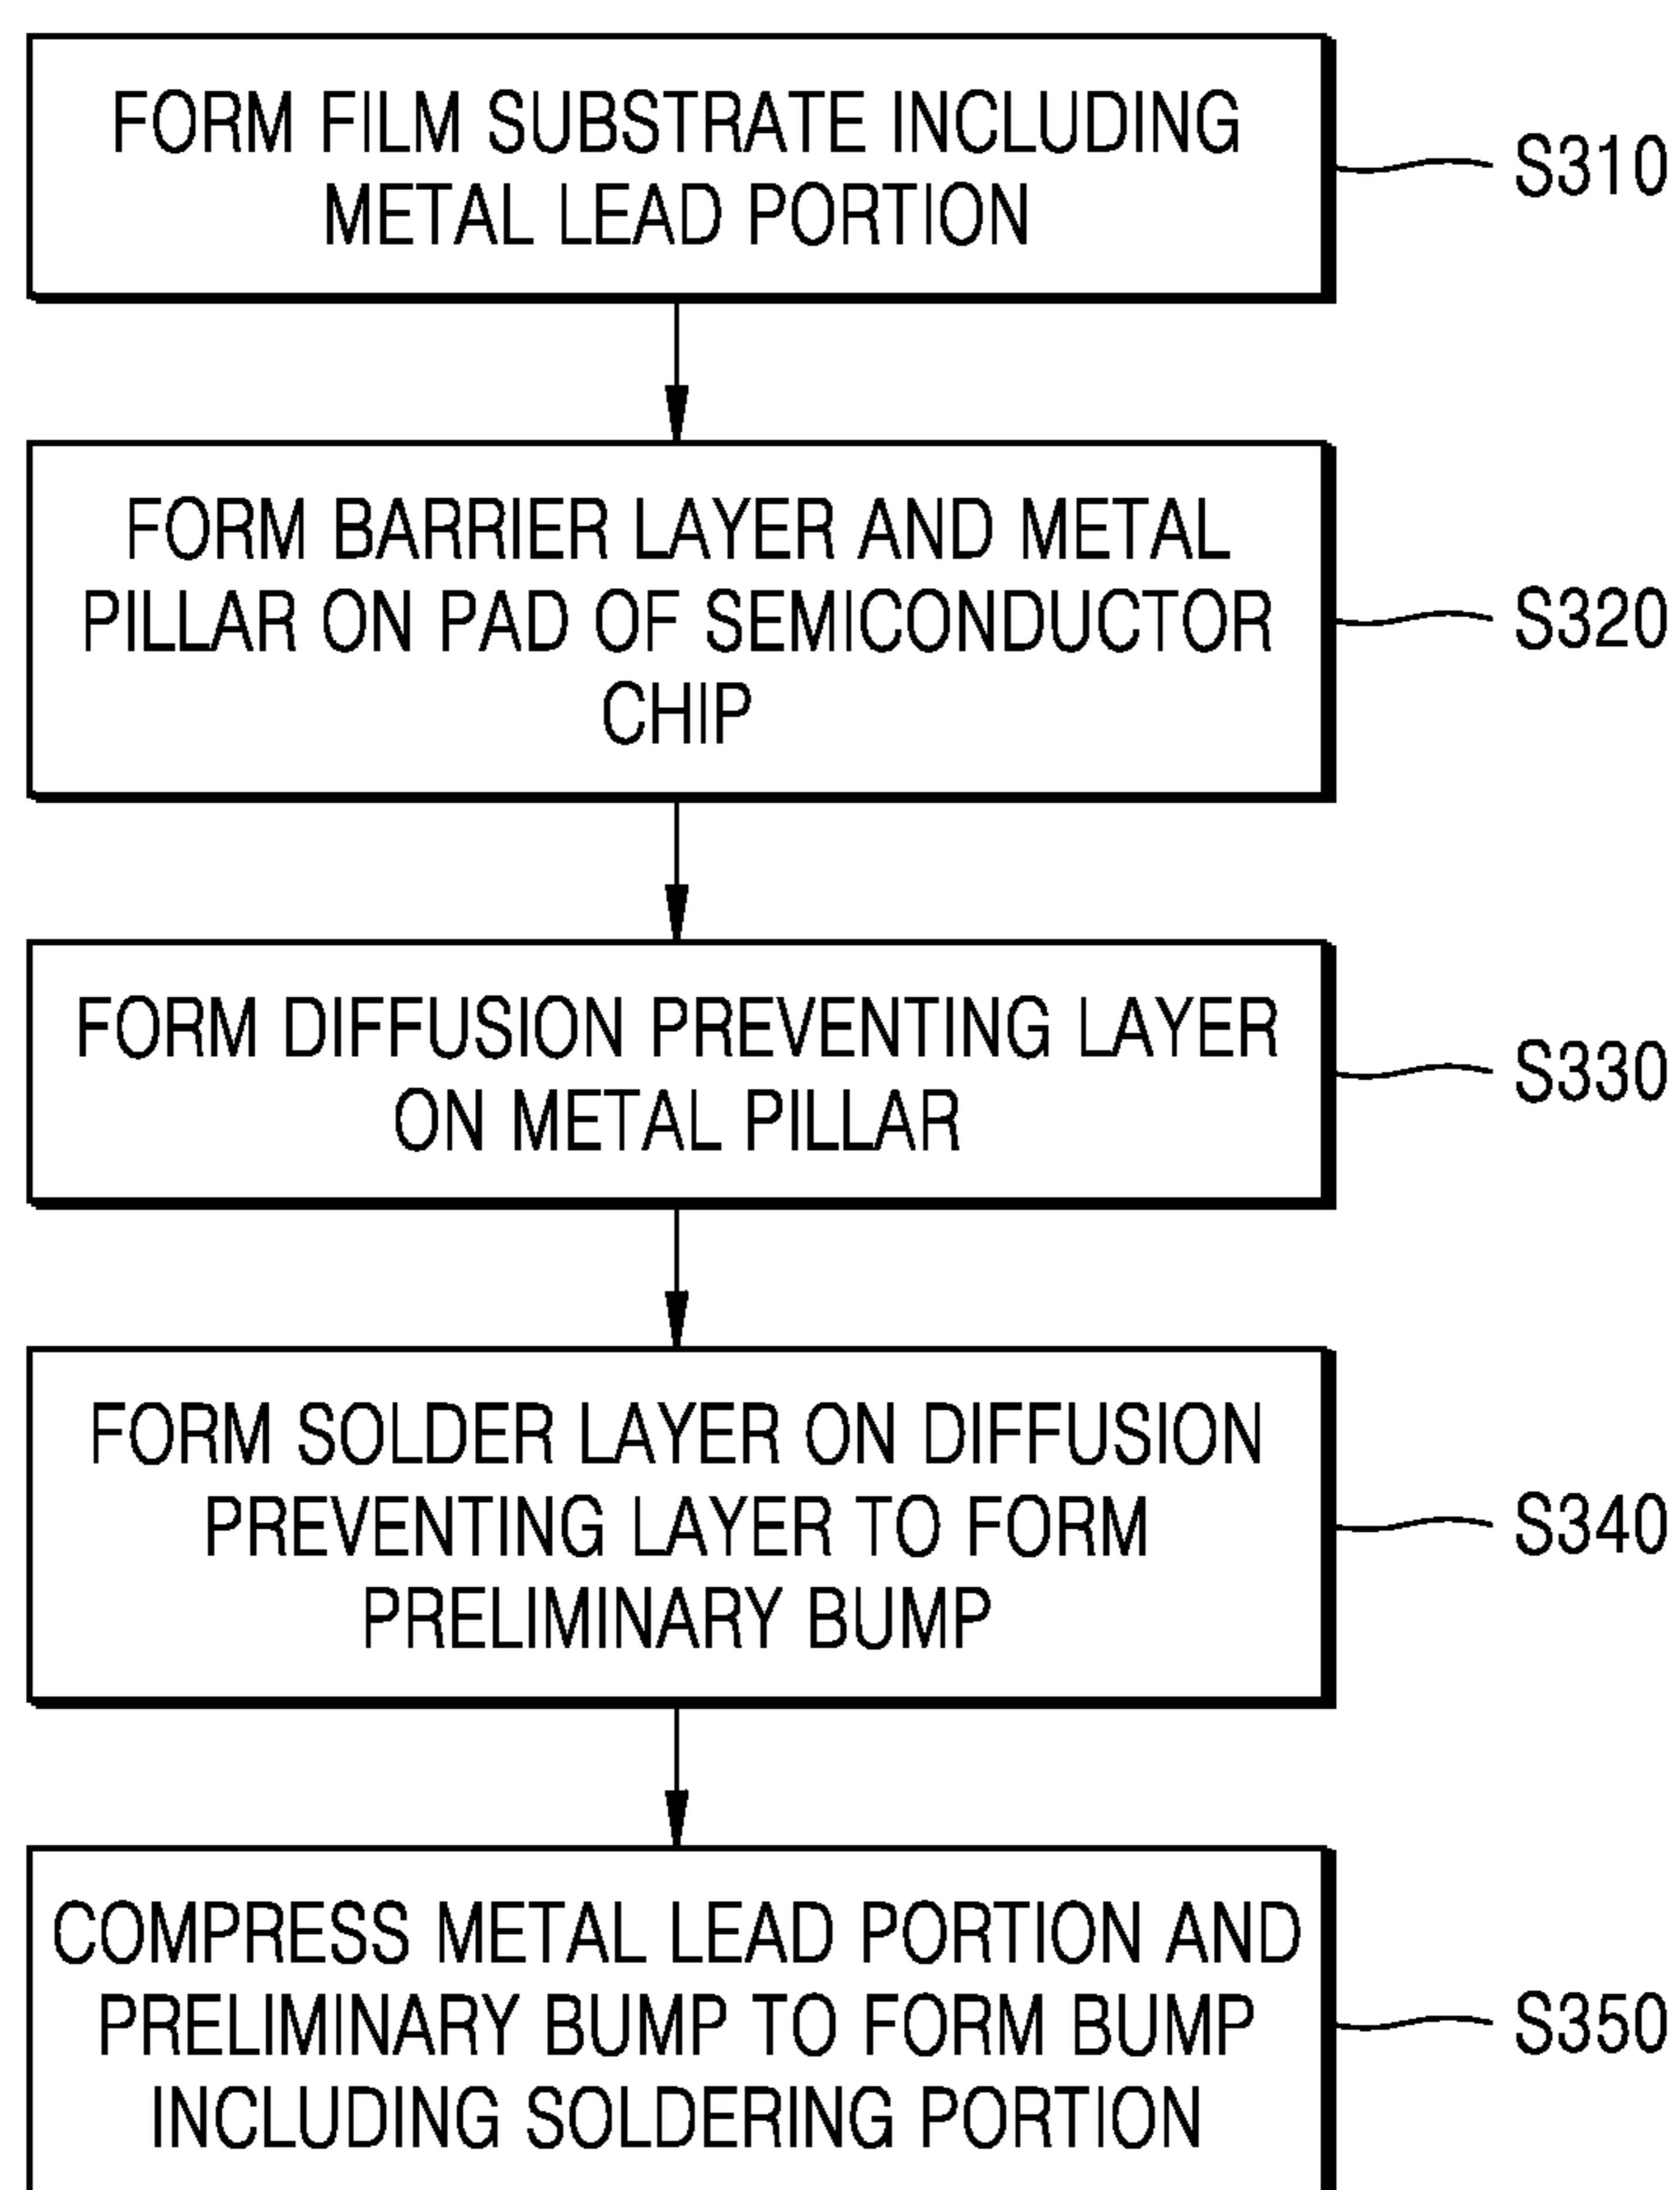 FORM FILM SUBSTRATE INCLUDING
METAL LEAD PORTION
S310
FORM BARRIER LAYER AND METAL
PILLAR ON PAD OF SEMICONDUCTOR
CHIP
S320
FORM DIFFUSION PREVENTING LAYER
ON METAL PILLAR
S330
FORM SOLDER LAYER ON DIFFUSION
PREVENTING LAYER TO FORM
PRELIMINARY BUMP
S340
COMPRESS METAL LEAD PORTION AND
PRELIMINARY BUMP TO FORM BUMP
INCLUDING SOLDERING PORTION
S350